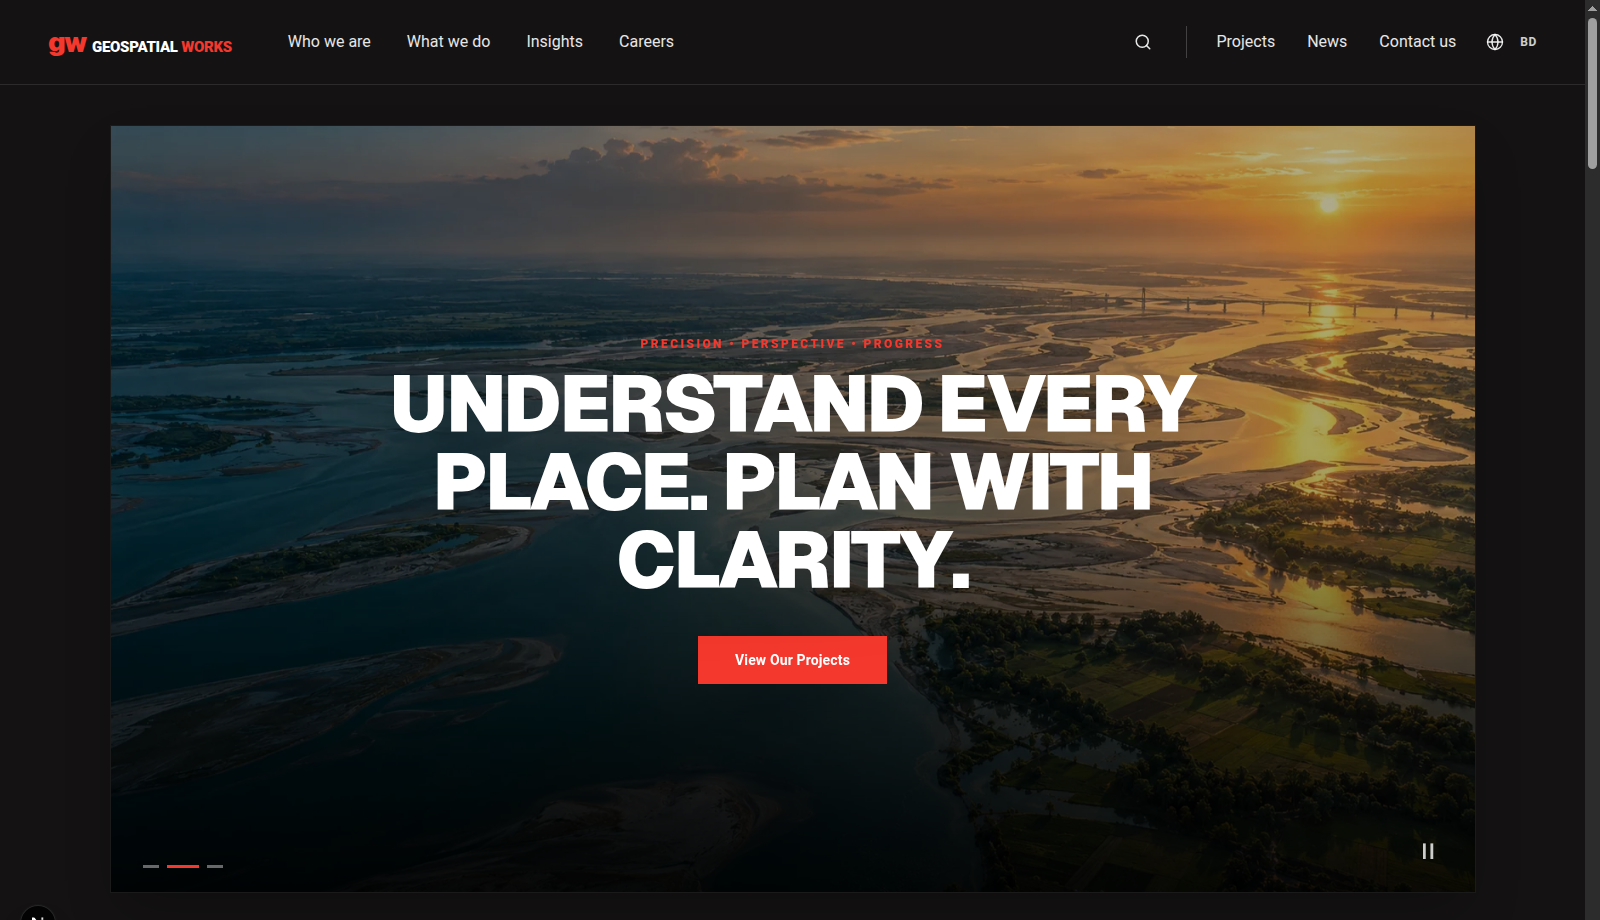 gw GEOSPATIAL WORKS
Who we are
What we do
Insights
Careers
Projects
News
Contact us
BD
PRECISION • PERSPECTIVE • PROGRESS
UNDERSTAND EVERY
PLACE. PLAN WITH
CLARITY.
View Our Projects